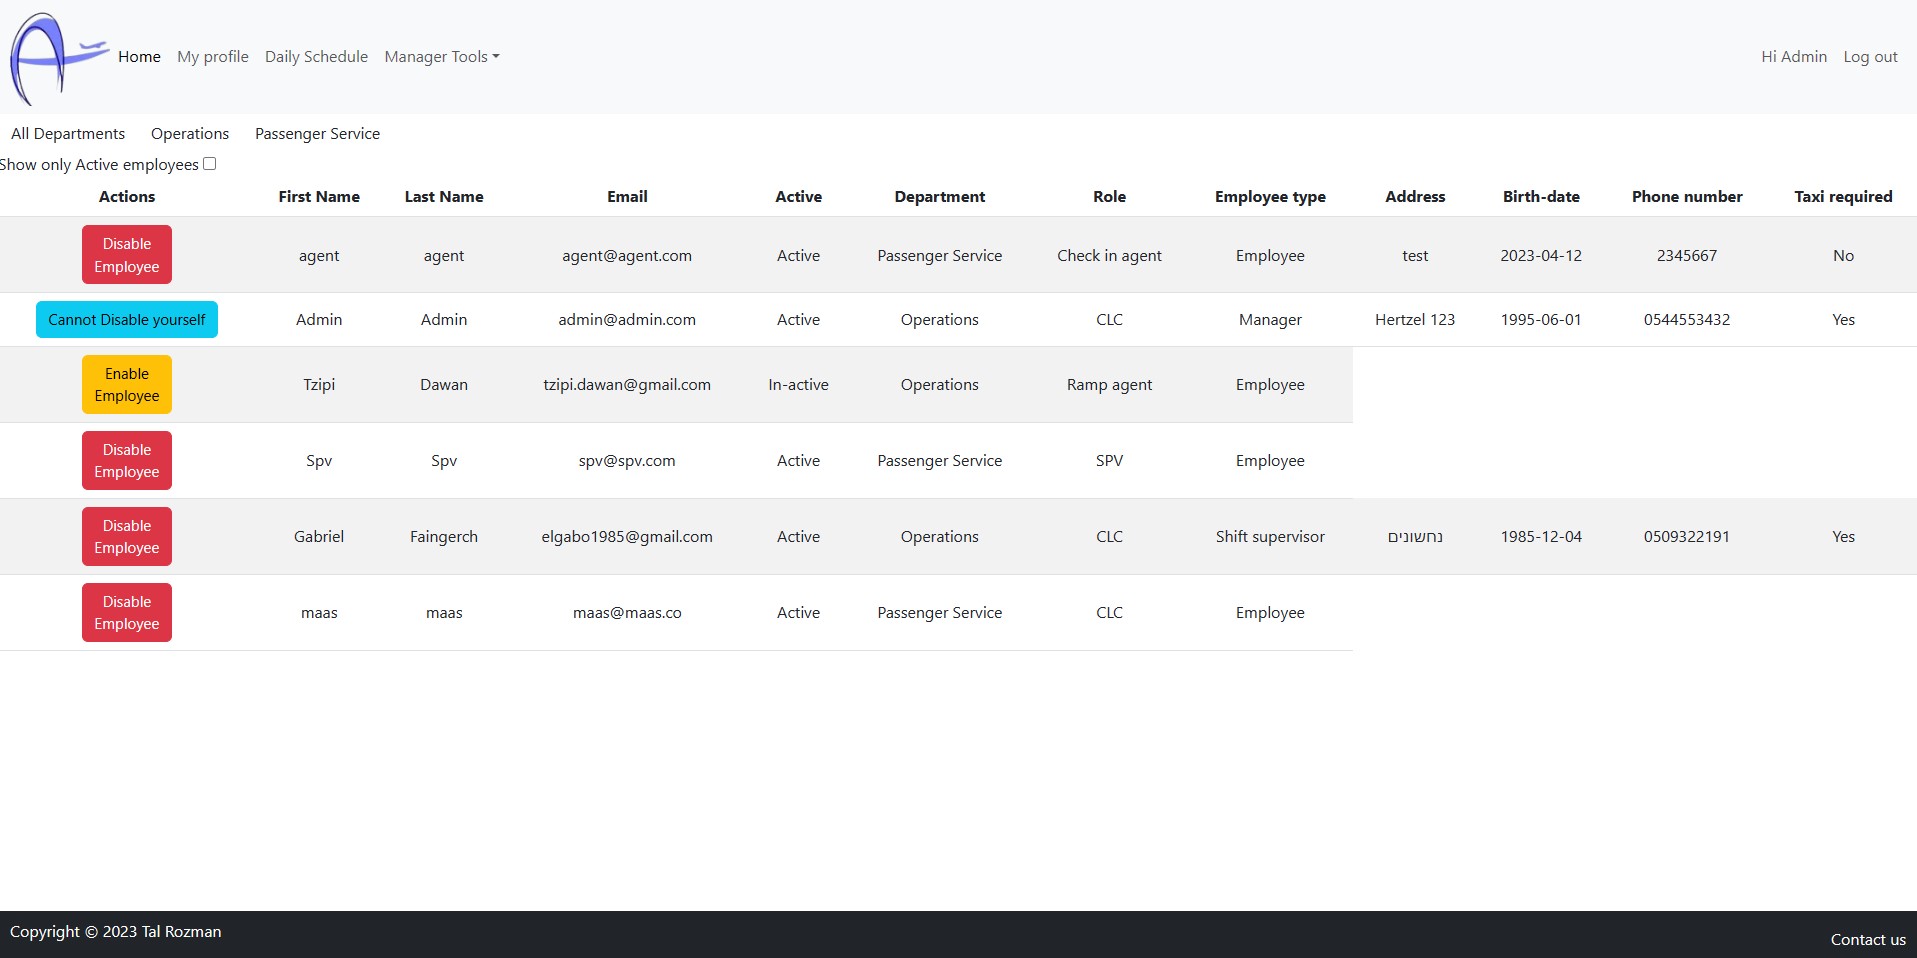 Home My profile Daily Schedule Manager Tools Hi Admin Log out
All Departments Operations Passenger Service
Show only Active employees
Actions First Name Last Name Email Active Department Role Employee type Address Birth-date Phone number Taxi required
Disable
Employee agent agent agent@agent.com Active Passenger Service Check in agent Employee test 2023-04-12 2345667 No
Cannot Disable yourself Admin Admin admin@admin.com Active Operations CLC Manager Hertzel 123 1995-06-01 0544553432 Yes
Enable
Employee Tzipi Dawan tzipi.dawan@gmail.com In-active Operations Ramp agent Employee
Disable
Employee Spv Spv spv@spv.com Active Passenger Service SPV Employee
Disable
Employee Gabriel Faingerch elgabo1985@gmail.com Active Operations CLC Shift supervisor נחשונים 1985-12-04 0509322191 Yes
Disable
Employee maas maas maas@maas.co Active Passenger Service CLC Employee
Copyright © 2023 Tal Rozman
Contact us